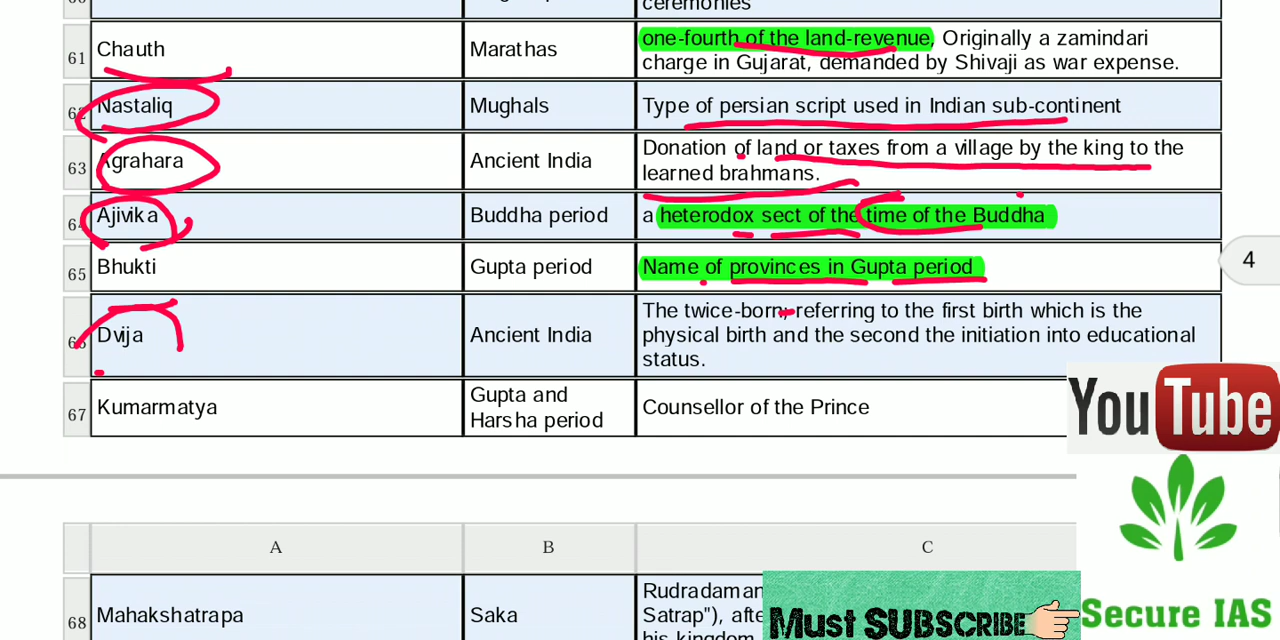 ceremonies
61 Chauth Marathas one-fourth of the land-revenue, Originally a zamindari
charge in Gujarat, demanded by Shivaji as war expense.
62 Nastaliq Mughals Type of persian script used in Indian sub-continent
63 Agrahara Ancient India Donation of land or taxes from a village by the king to the
learned brahmans.
64 Ajivika Buddha period a heterodox sect of the time of the Buddha
65 Bhukti Gupta period Name of provinces in Gupta period
66 Dvija Ancient India The twice-born, referring to the first birth which is the
physical birth and the second the initiation into educational
status.
67 Kumarmatya Gupta and
Harsha period Counsellor of the Prince
4
YouTube
A B C
68 Mahakshatrapa Saka Rudradaman
Satrap"), afte
his kingdom
Must SUBSCRIBE
Secure IAS